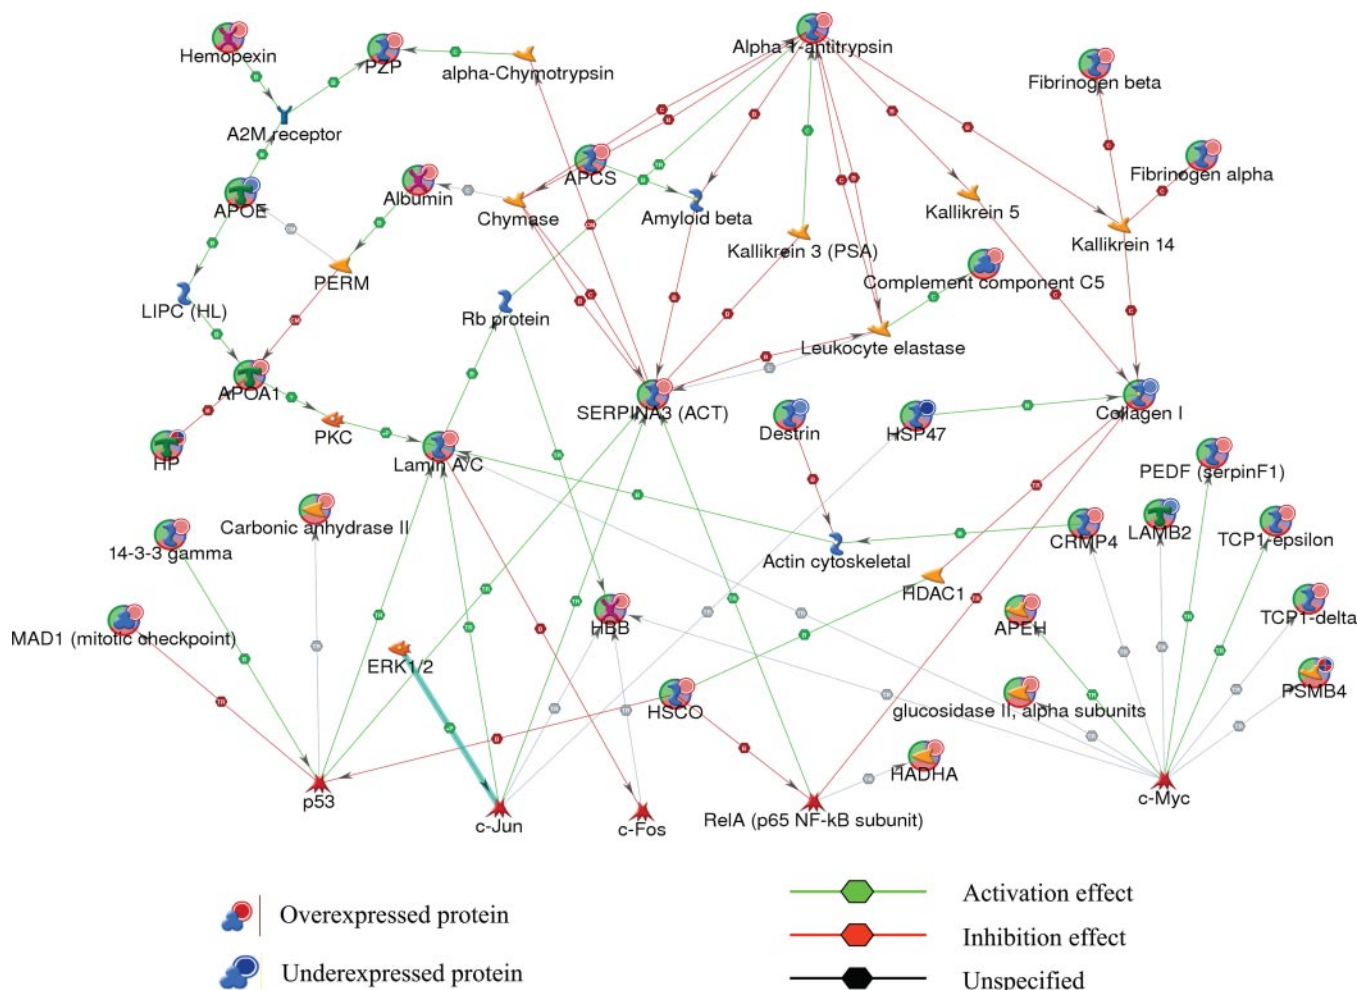 Hemopexin
PZP
alpha-Chymotrypsin
Alpha 1-antitrypsin
Fibrinogen beta
A2M receptor
APOE
Albumin
APCS
Chymase
Amyloid beta
Kallikrein 3 (PSA)
Kallikrein 5
Fibrinogen alpha
Kallikrein 14
PERM
LIPC (HL)
Rb protein
Complement component C5
Leukocyte elastase
APOA1
PKC
HP
Lamin A/C
SERPINA3 (ACT)
Destrin
HSP47
Collagen I
PEDF (serpinF1)
Carbonic anhydrase II
14-3-3 gamma
Actin cytoskeletal
CRMP4
LAMB2
TCP1-epsilon
HDAC1
MAD1 (mitotic checkpoint)
ERK1/2
HBB
APEH
TCP1-delta
HSCO
glucosidase II, alpha subunits
PSMB4
HADHA
p53
c-Jun
c-Fos
RelA (p65 NF-kB subunit)
c-Myc
Overexpressed protein
Underexpressed protein
Activation effect
Inhibition effect
Unspecified